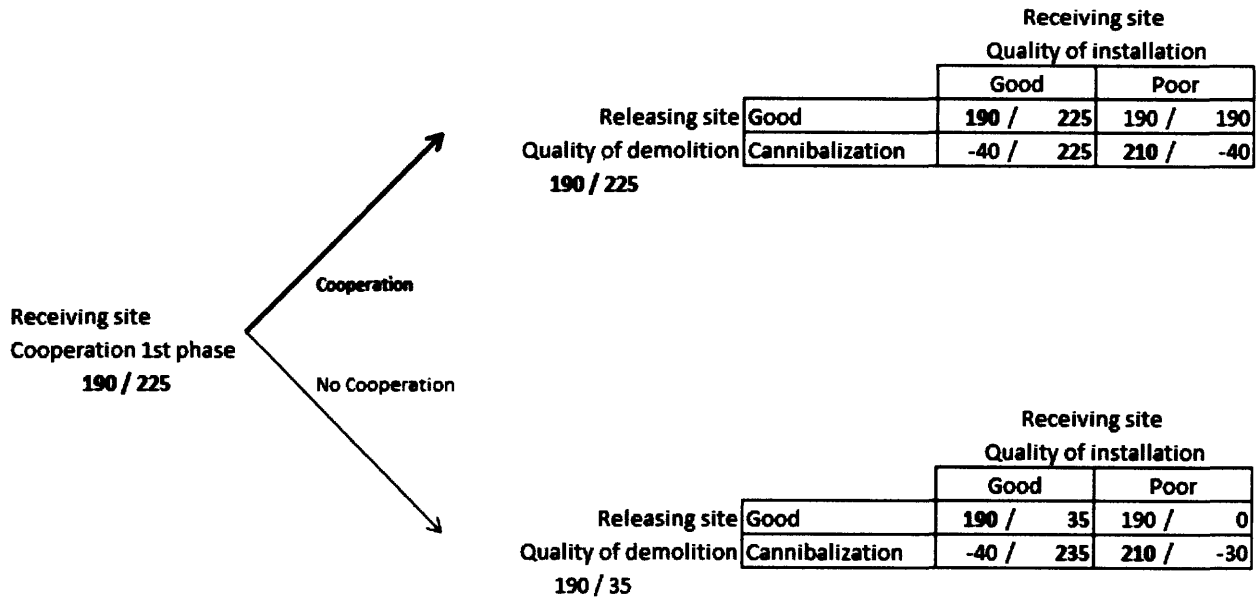 Receiving site
Quality of installation
Good Poor
Releasing site Good 190 / 225 190 / 190
Quality of demolition Cannibalization -40 / 225 210 / -40
190 / 225
Cooperation
Receiving site
Cooperation 1st phase
190 / 225
No Cooperation
Receiving site
Quality of installation
Good Poor
Releasing site Good 190 / 35 190 / 0
Quality of demolition Cannibalization -40 / 235 210 / -30
190 / 35